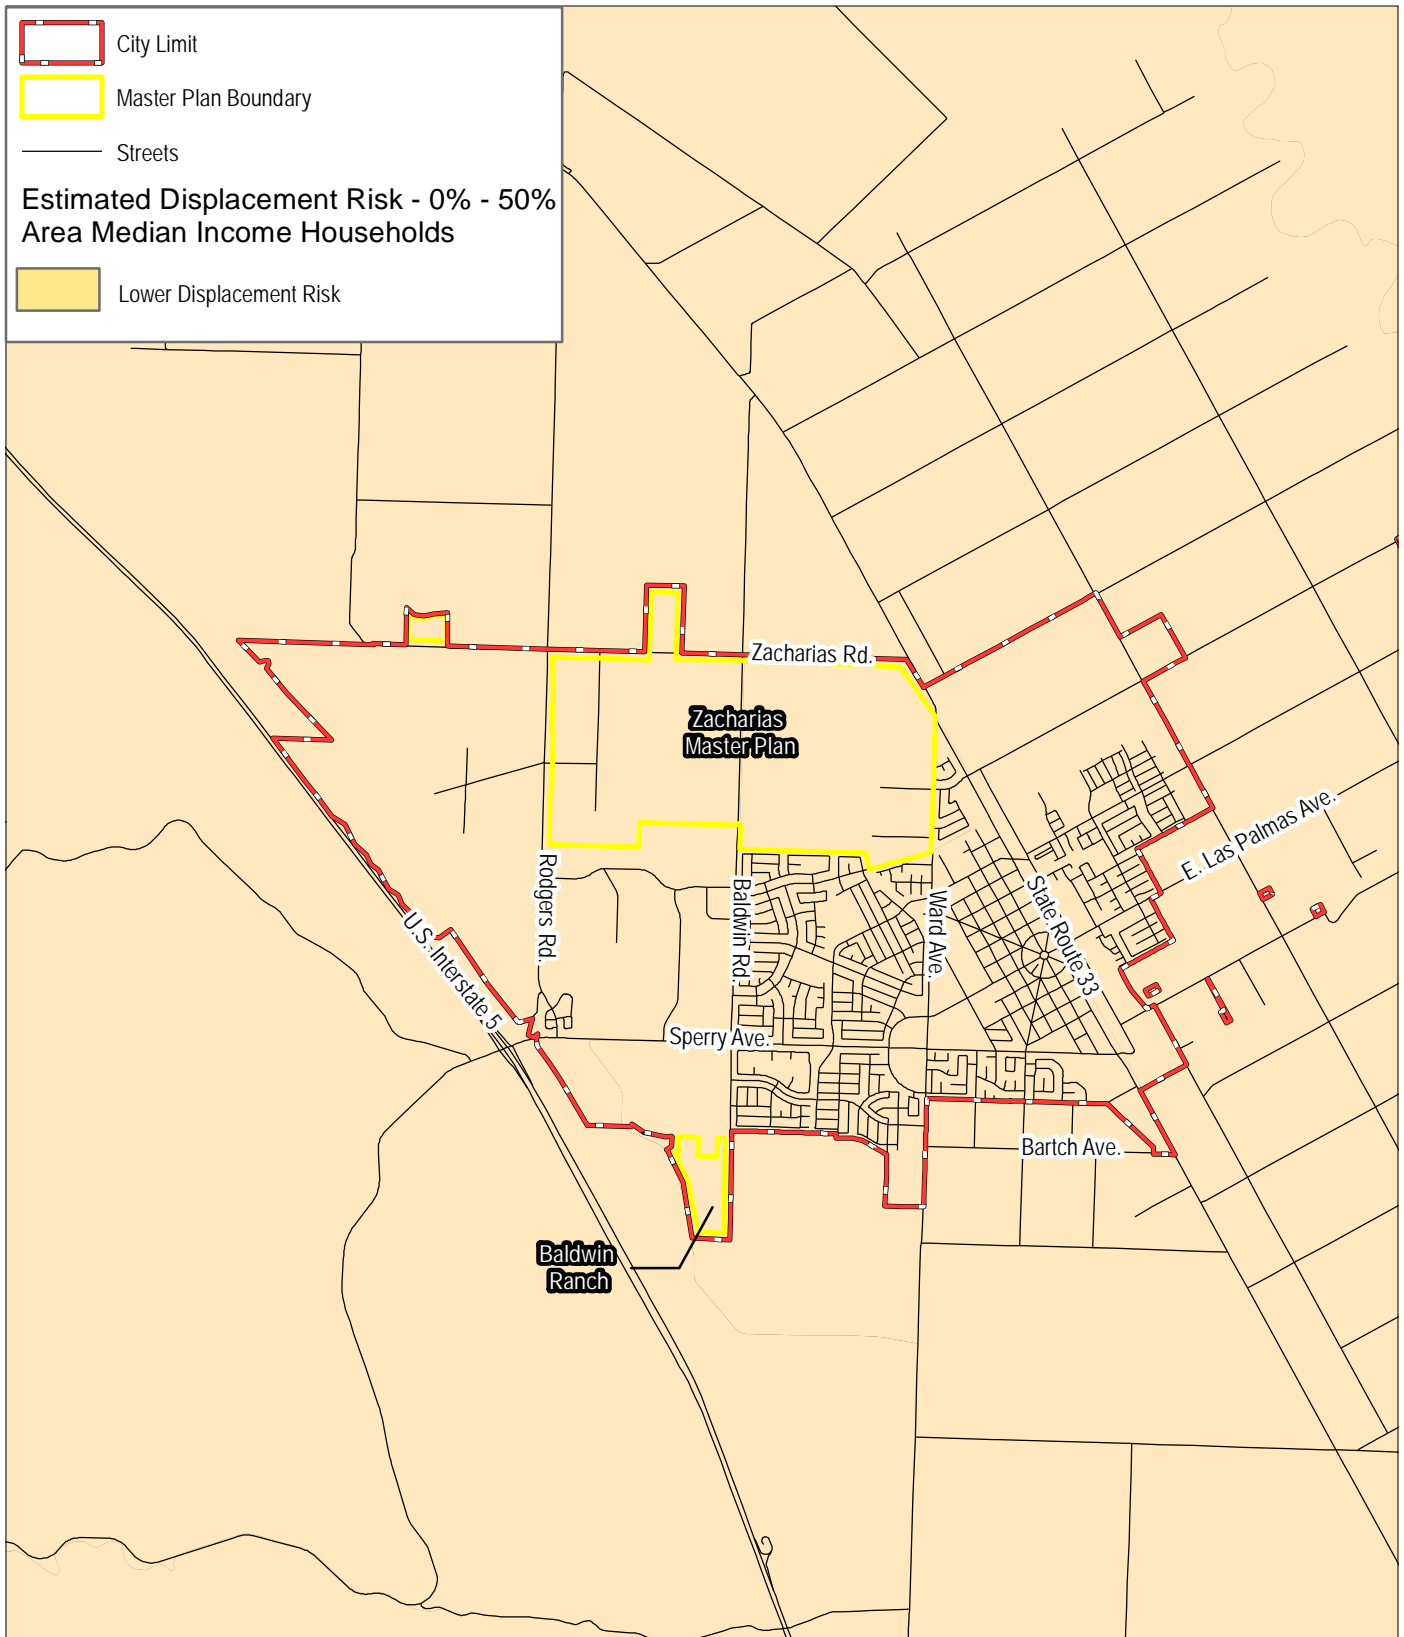 City Limit
Master Plan Boundary
Streets
Estimated Displacement Risk - 0% - 50%
Area Median Income Households
Lower Displacement Risk
Zacharias Rd.
Zacharias
Master Plan
E. Las Palmas Ave.
Rodgers Rd.
Baldwin Rd.
Ward Ave.
State Route 33
U.S. Interstate 5
Sperry Ave.
Bartch Ave.
Baldwin
Ranch